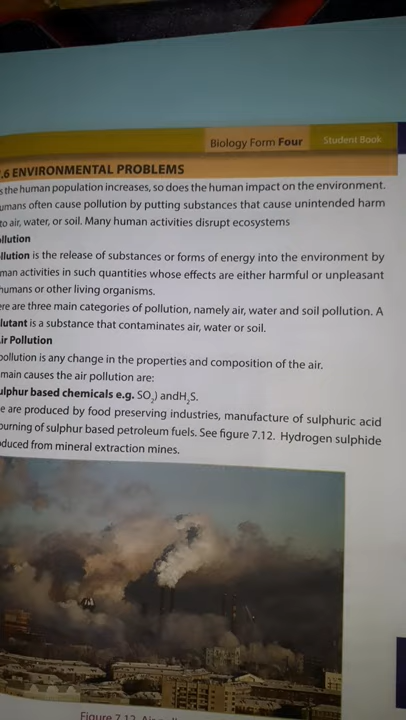 Biology Form Four Student Book
.6 ENVIRONMENTAL PROBLEMS
s the human population increases, so does the human impact on the environment.
umans often cause pollution by putting substances that cause unintended harm
to air, water, or soil. Many human activities disrupt ecosystems
ollution
llution is the release of substances or forms of energy into the environment by
man activities in such quantities whose effects are either harmful or unpleasant
humans or other living organisms.
ere are three main categories of pollution, namely air, water and soil pollution. A
lutant is a substance that contaminates air, water or soil.
ir Pollution
pollution is any change in the properties and composition of the air.
main causes the air pollution are:
ulphur based chemicals e.g. SO₂) andH₂S.
e are produced by food preserving industries, manufacture of sulphuric acid
burning of sulphur based petroleum fuels. See figure 7.12. Hydrogen sulphide
oduced from mineral extraction mines.
Figure 7.12